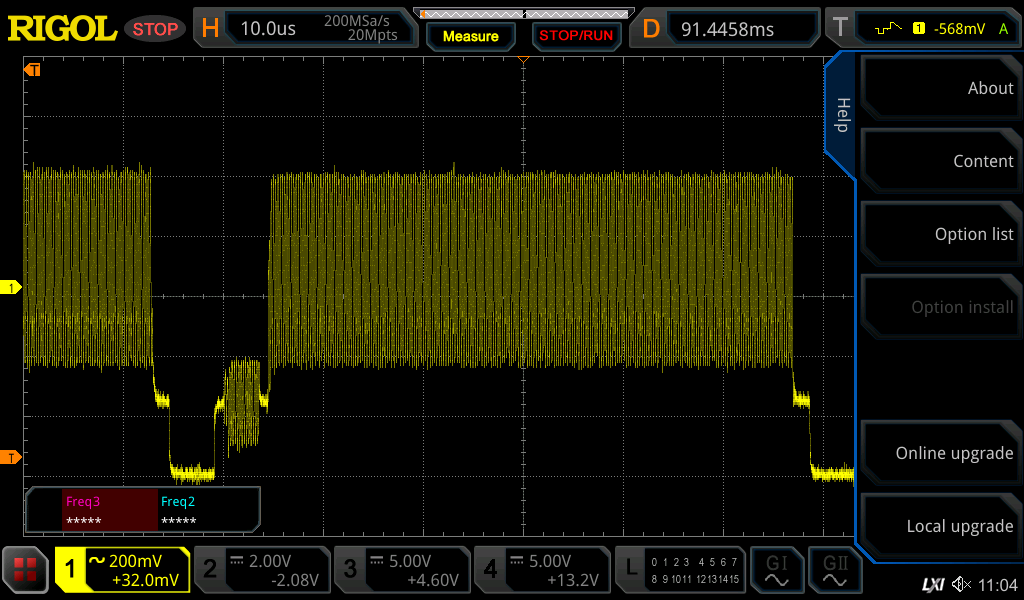 RIGOL STOP H 10.0us 200MSa/s 20Mpts Measure STOP/RUN D 91.4458ms T 1 -568mV A
T
Help
About
Content
Option list
Option install
Online upgrade
Local upgrade
1
T
Freq3 Freq2
***** *****
1 200mV +32.0mV
2 2.00V -2.08V
3 5.00V +4.60V
4 5.00V +13.2V
L 0 1 2 3 4 5 6 7
8 9 10 11 12 13 14 15
GI GII
LXI 11:04